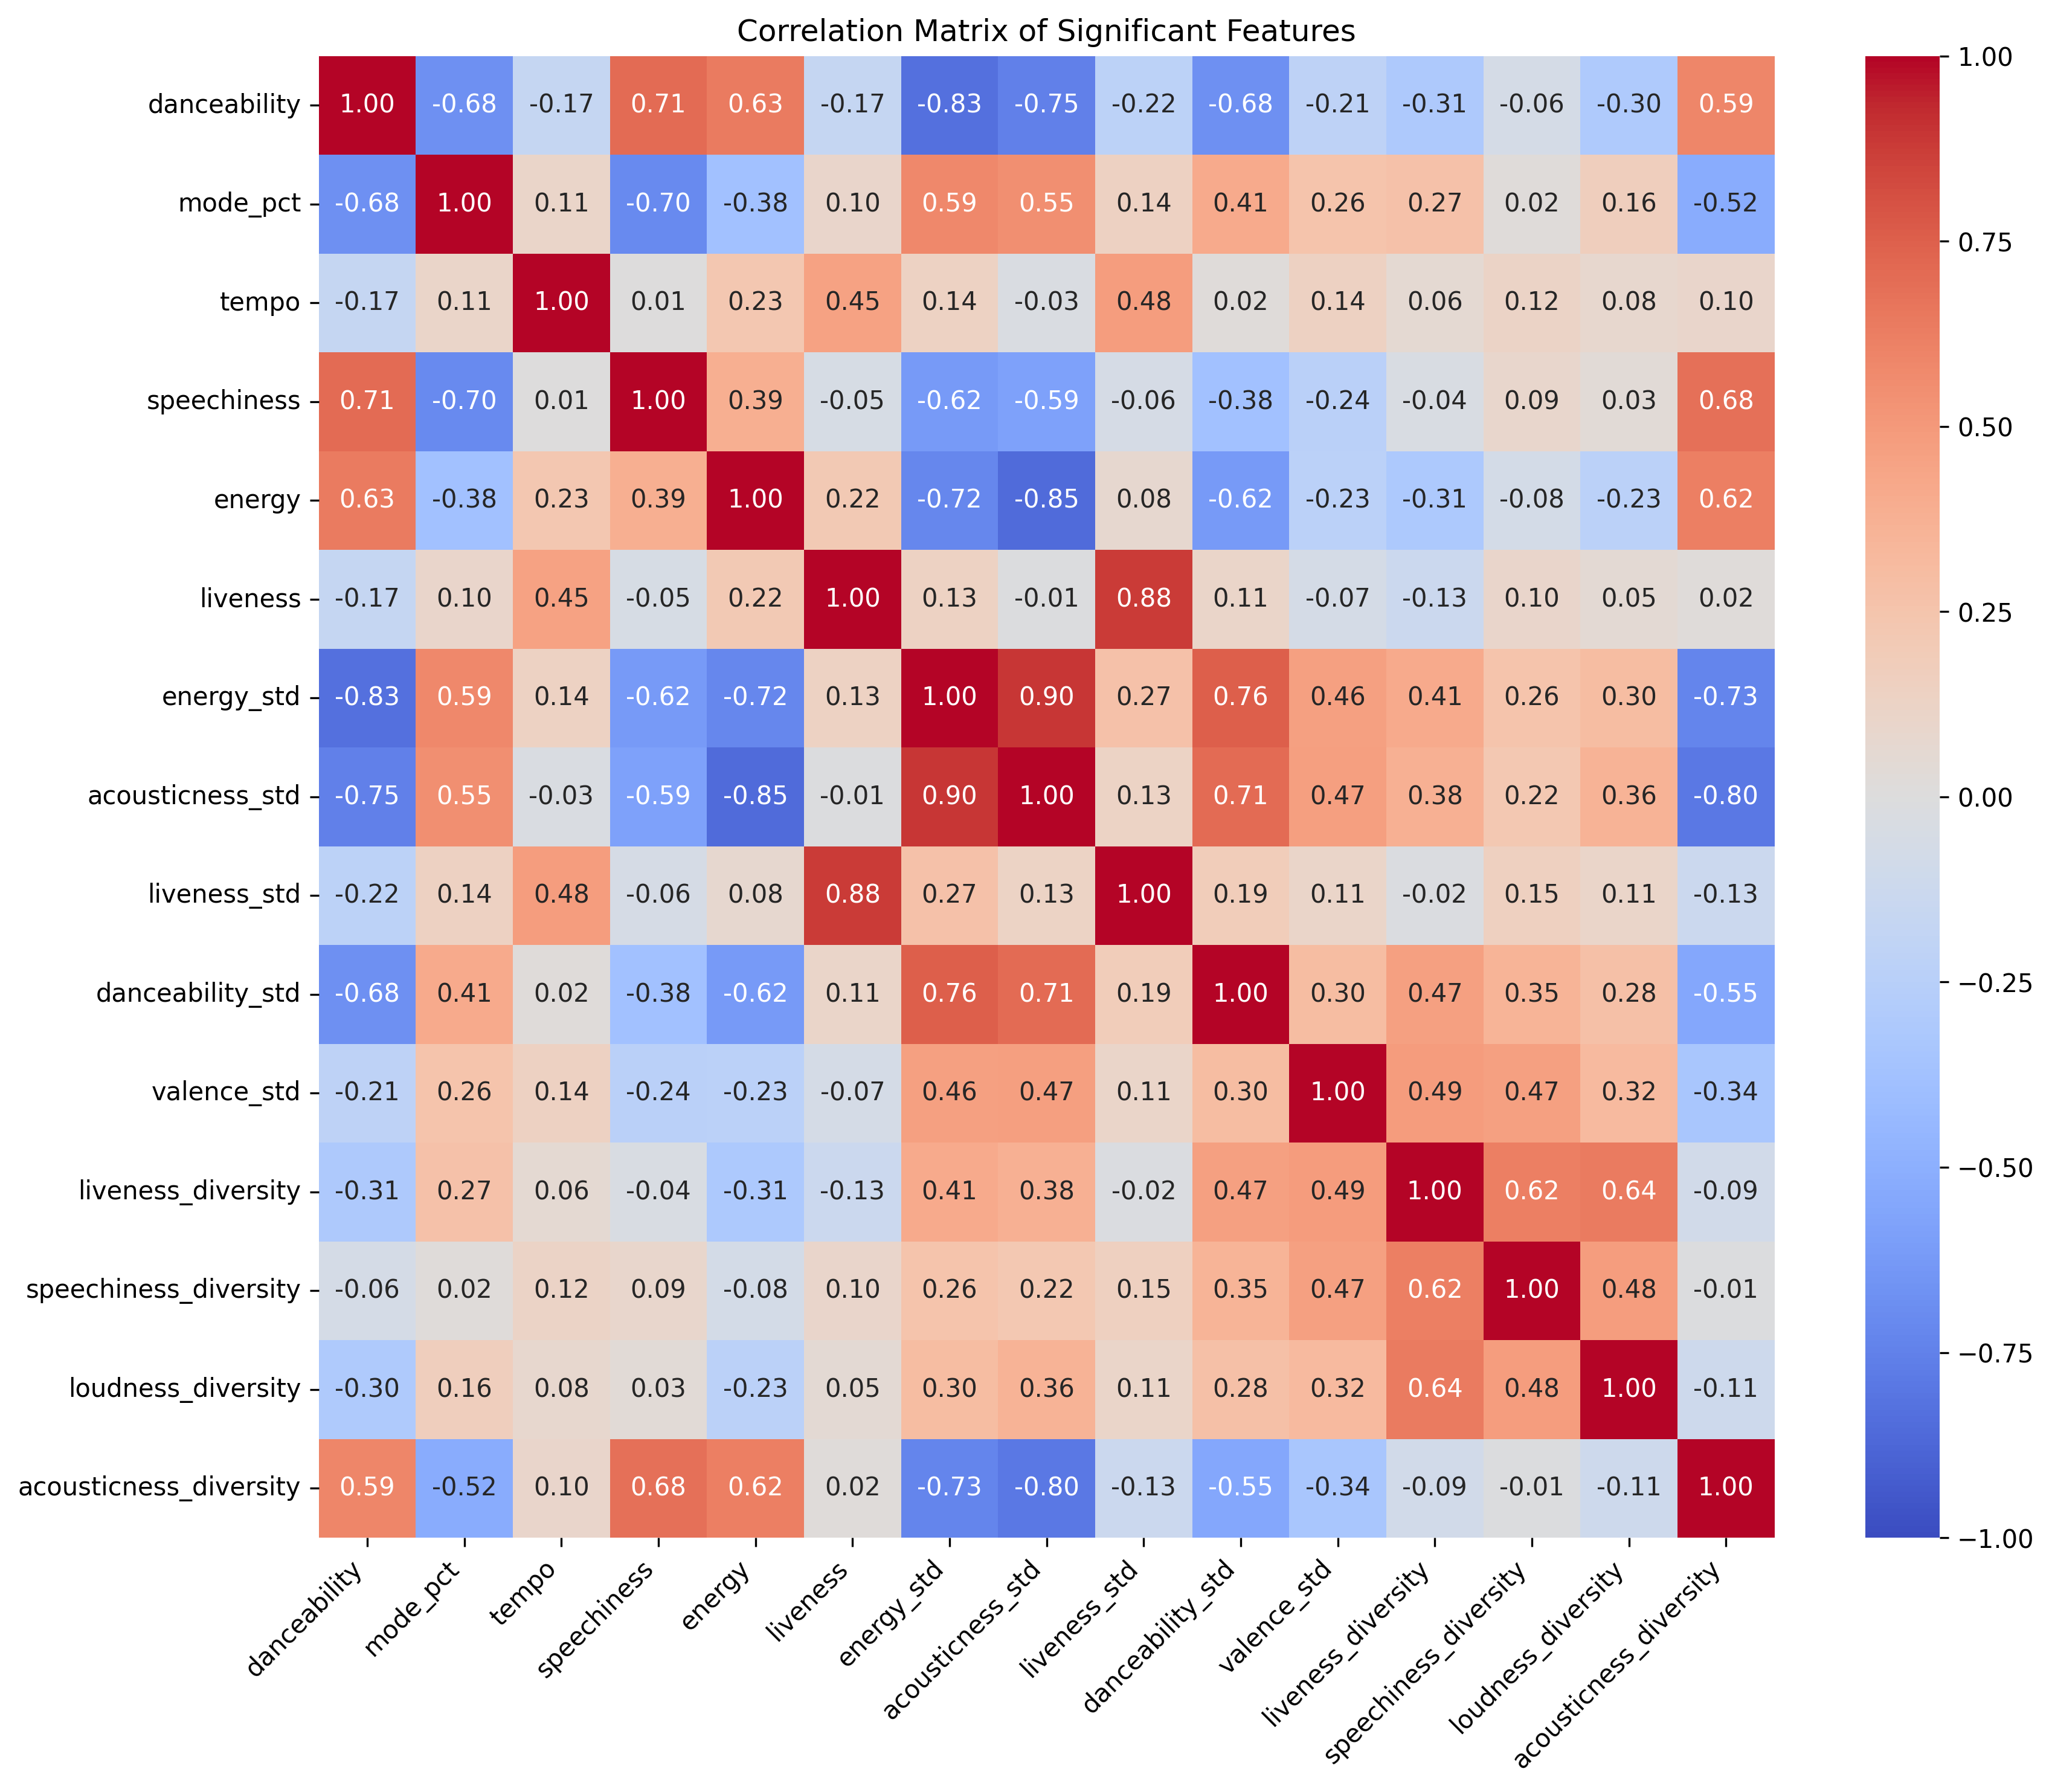 Correlation Matrix of Significant Features
danceability 1.00 -0.68 -0.17 0.71 0.63 -0.17 -0.83 -0.75 -0.22 -0.68 -0.21 -0.31 -0.06 -0.30 0.59
mode_pct -0.68 1.00 0.11 -0.70 -0.38 0.10 0.59 0.55 0.14 0.41 0.26 0.27 0.02 0.16 -0.52
tempo -0.17 0.11 1.00 0.01 0.23 0.45 0.14 -0.03 0.48 0.02 0.14 0.06 0.12 0.08 0.10
speechiness 0.71 -0.70 0.01 1.00 0.39 -0.05 -0.62 -0.59 -0.06 -0.38 -0.24 -0.04 0.09 0.03 0.68
energy 0.63 -0.38 0.23 0.39 1.00 0.22 -0.72 -0.85 0.08 -0.62 -0.23 -0.31 -0.08 -0.23 0.62
liveness -0.17 0.10 0.45 -0.05 0.22 1.00 0.13 -0.01 0.88 0.11 -0.07 -0.13 0.10 0.05 0.02
energy_std -0.83 0.59 0.14 -0.62 -0.72 0.13 1.00 0.90 0.27 0.76 0.46 0.41 0.26 0.30 -0.73
acousticness_std -0.75 0.55 -0.03 -0.59 -0.85 -0.01 0.90 1.00 0.13 0.71 0.47 0.38 0.22 0.36 -0.80
liveness_std -0.22 0.14 0.48 -0.06 0.08 0.88 0.27 0.13 1.00 0.19 0.11 -0.02 0.15 0.11 -0.13
danceability_std -0.68 0.41 0.02 -0.38 -0.62 0.11 0.76 0.71 0.19 1.00 0.30 0.47 0.35 0.28 -0.55
valence_std -0.21 0.26 0.14 -0.24 -0.23 -0.07 0.46 0.47 0.11 0.30 1.00 0.49 0.47 0.32 -0.34
liveness_diversity -0.31 0.27 0.06 -0.04 -0.31 -0.13 0.41 0.38 -0.02 0.47 0.49 1.00 0.62 0.64 -0.09
speechiness_diversity -0.06 0.02 0.12 0.09 -0.08 0.10 0.26 0.22 0.15 0.35 0.47 0.62 1.00 0.48 -0.01
loudness_diversity -0.30 0.16 0.08 0.03 -0.23 0.05 0.30 0.36 0.11 0.28 0.32 0.64 0.48 1.00 -0.11
acousticness_diversity 0.59 -0.52 0.10 0.68 0.62 0.02 -0.73 -0.80 -0.13 -0.55 -0.34 -0.09 -0.01 -0.11 1.00
danceability
mode_pct
tempo
speechiness
energy
liveness
energy_std
acousticness_std
liveness_std
danceability_std
valence_std
liveness_diversity
speechiness_diversity
loudness_diversity
acousticness_diversity
1.00
0.75
0.50
0.25
0.00
−0.25
−0.50
−0.75
−1.00